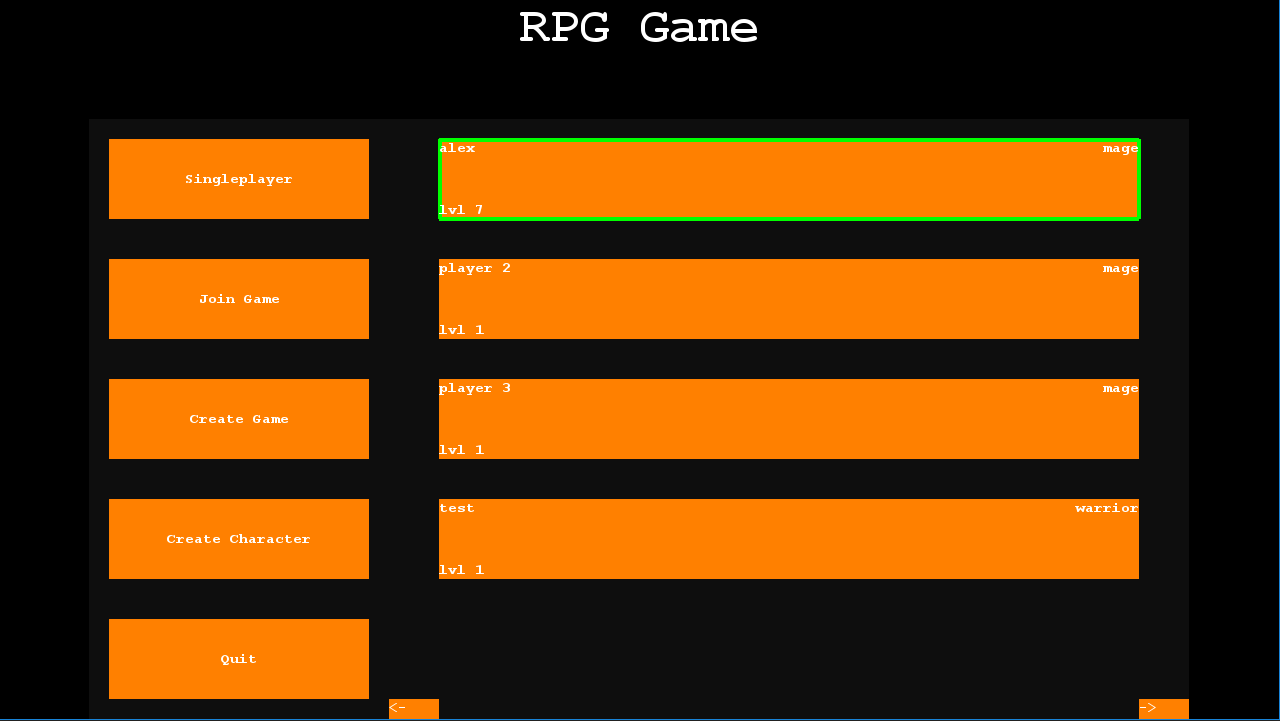 RPG Game
Singleplayer
Join Game
Create Game
Create Character
Quit
alex mage
lvl 7
player 2 mage
lvl 1
player 3 mage
lvl 1
test warrior
lvl 1
<- ->